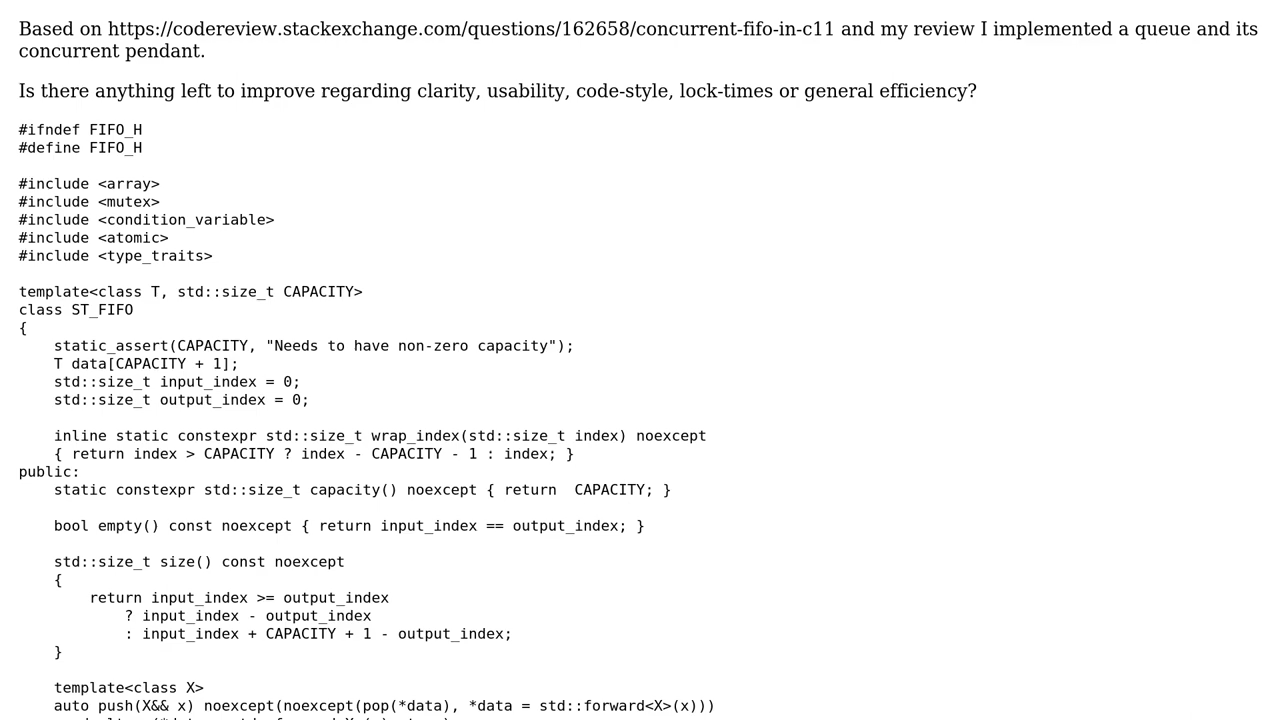 Based on https://codereview.stackexchange.com/questions/162658/concurrent-fifo-in-c11 and my review I implemented a queue and its
concurrent pendant.
Is there anything left to improve regarding clarity, usability, code-style, lock-times or general efficiency?
#ifndef FIFO_H
#define FIFO_H
#include <array>
#include <mutex>
#include <condition_variable>
#include <atomic>
#include <type_traits>
template<class T, std::size_t CAPACITY>
class ST_FIFO
{
    static_assert(CAPACITY, "Needs to have non-zero capacity");
    T data[CAPACITY + 1];
    std::size_t input_index = 0;
    std::size_t output_index = 0;
    inline static constexpr std::size_t wrap_index(std::size_t index) noexcept
    { return index > CAPACITY ? index - CAPACITY - 1 : index; }
public:
    static constexpr std::size_t capacity() noexcept { return  CAPACITY; }
    bool empty() const noexcept { return input_index == output_index; }
    std::size_t size() const noexcept
    {
        return input_index >= output_index
            ? input_index - output_index
            : input_index + CAPACITY + 1 - output_index;
    }
    template<class X>
    auto push(X&& x) noexcept(noexcept(pop(*data), *data = std::forward<X>(x)))